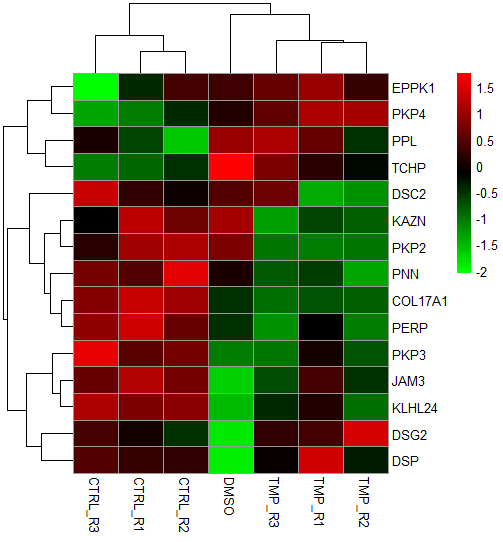 EPPK1
PKP4
PPL
TCHP
DSC2
KAZN
PKP2
PNN
COL17A1
PERP
PKP3
JAM3
KLHL24
DSG2
DSP
CTRL_R3
CTRL_R1
CTRL_R2
DMSO
TMP_R3
TMP_R1
TMP_R2
1.5
1
0.5
0
-0.5
-1
-1.5
-2